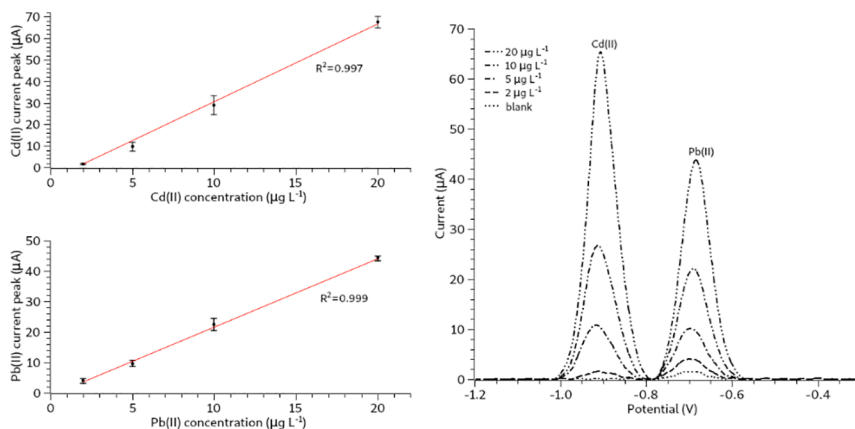 Cd(II) current peak (µA)
70
60
50
40
30
20
10
0
R²=0.997
0 5 10 15 20
Cd(II) concentration (µg L⁻¹)
Pb(II) current peak (µA)
50
40
30
20
10
0
R²=0.999
0 5 10 15 20
Pb(II) concentration (µg L⁻¹)
Current (µA)
70
60
50
40
30
20
10
0
20 µg L⁻¹
10 µg L⁻¹
5 µg L⁻¹
2 µg L⁻¹
blank
Cd(II)
Pb(II)
-1.2 -1.0 -0.8 -0.6 -0.4
Potential (V)